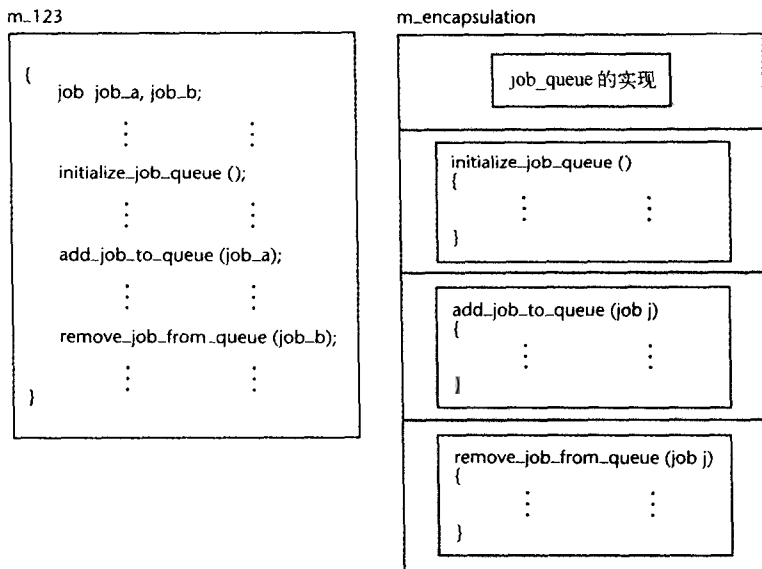 m_123
{
job job_a, job_b;
initialize_job_queue ();
add_job_to_queue (job_a);
remove_job_from_queue (job_b);
}
m_encapsulation
job_queue 的实现
initialize_job_queue ()
{
}
add_job_to_queue (job j)
{
}
remove_job_from_queue (job j)
{
}